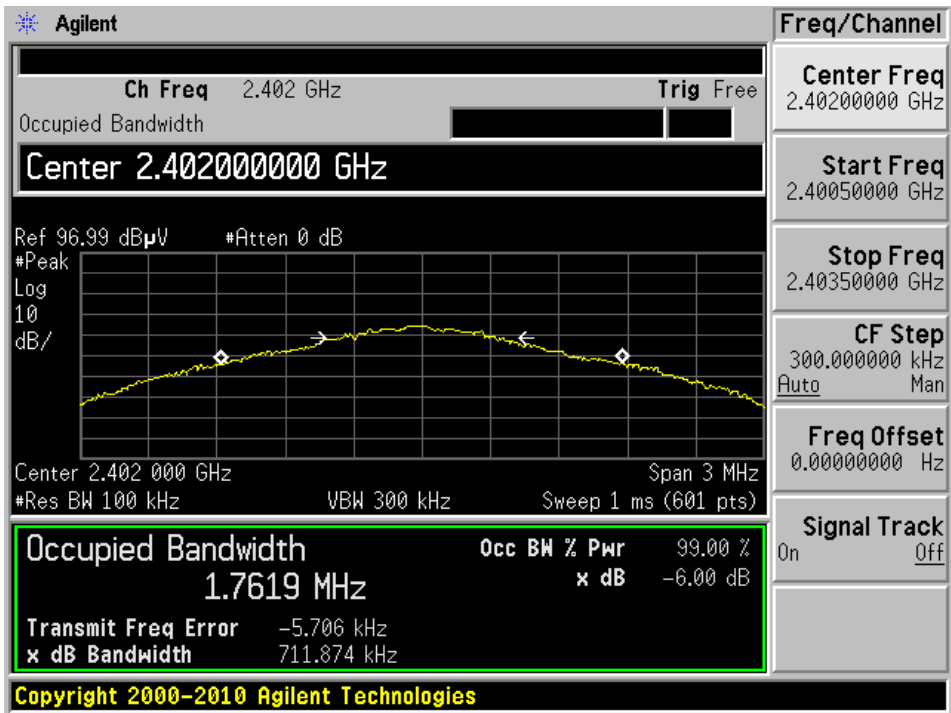 Agilent
Ch Freq 2.402 GHz Trig Free
Occupied Bandwidth
Center 2.402000000 GHz
Ref 96.99 dBµV #Atten 0 dB
#Peak
Log
10
dB/
Center 2.402 000 GHz Span 3 MHz
#Res BW 100 kHz VBW 300 kHz Sweep 1 ms (601 pts)
Occupied Bandwidth Occ BW % Pwr 99.00 %
1.7619 MHz x dB -6.00 dB
Transmit Freq Error -5.706 kHz
x dB Bandwidth 711.874 kHz
Copyright 2000-2010 Agilent Technologies
Freq/Channel
Center Freq
2.40200000 GHz
Start Freq
2.40050000 GHz
Stop Freq
2.40350000 GHz
CF Step
300.000000 kHz
Auto Man
Freq Offset
0.00000000 Hz
Signal Track
On Off